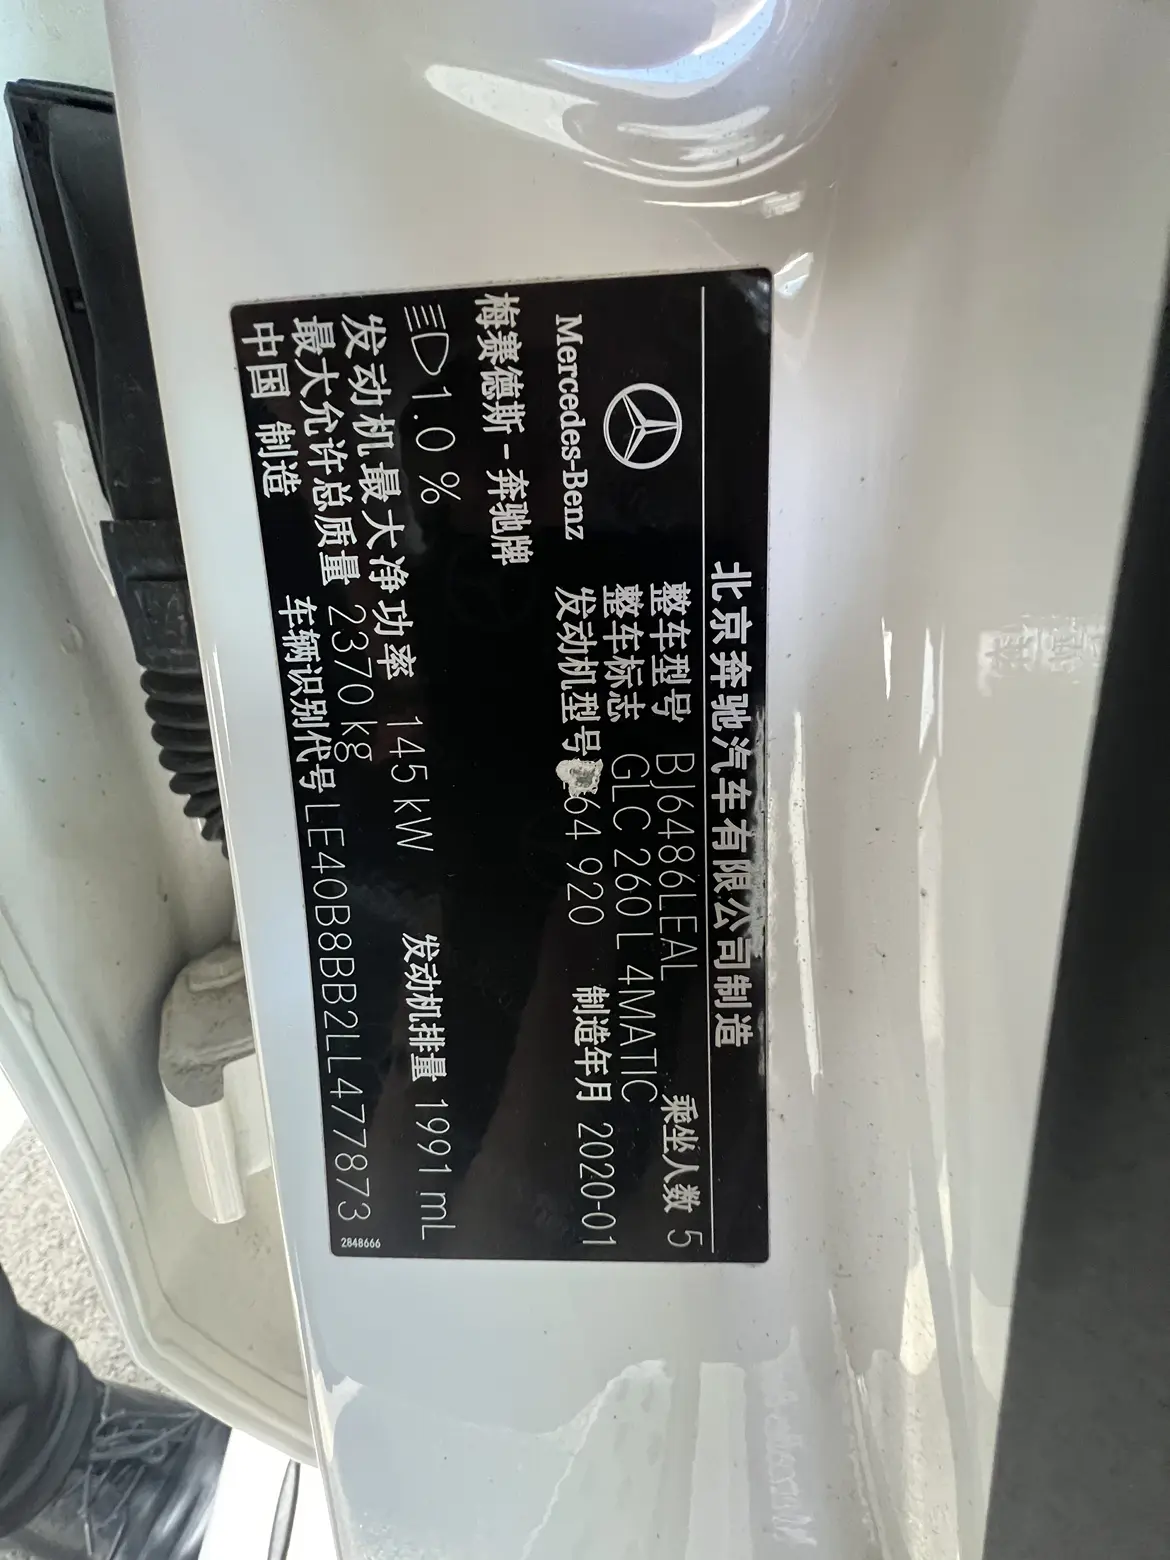 北京奔驰汽车有限公司制造
整车型号 BJ6486LEAL 乘坐人数 5
整车标志 GLC 260 L 4MATIC
Mercedes-Benz 发动机型号 64 920 制造年月 2020-01
梅赛德斯-奔驰牌
1.0 %
发动机最大净功率 145 kW 发动机排量 1991 mL
最大允许总质量 2370 kg
中国 制造 车辆识别代号 LE40B8BB2LL477873
2848666